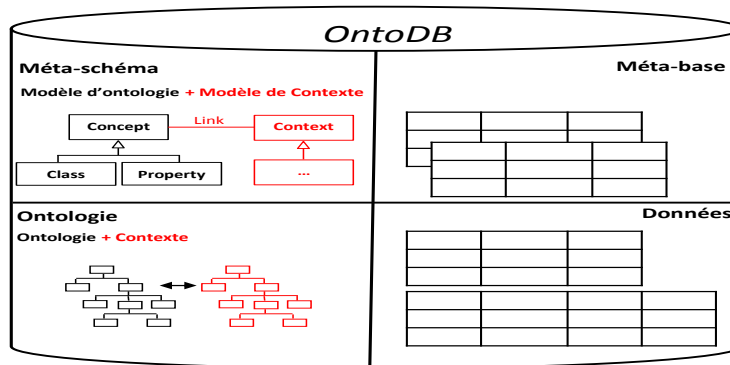 OntoDB
Méta-schéma
Modèle d'ontologie + Modèle de Contexte
Concept
Link
Context
Class
Property
...
Méta-base
Ontologie
Ontologie + Contexte
Données